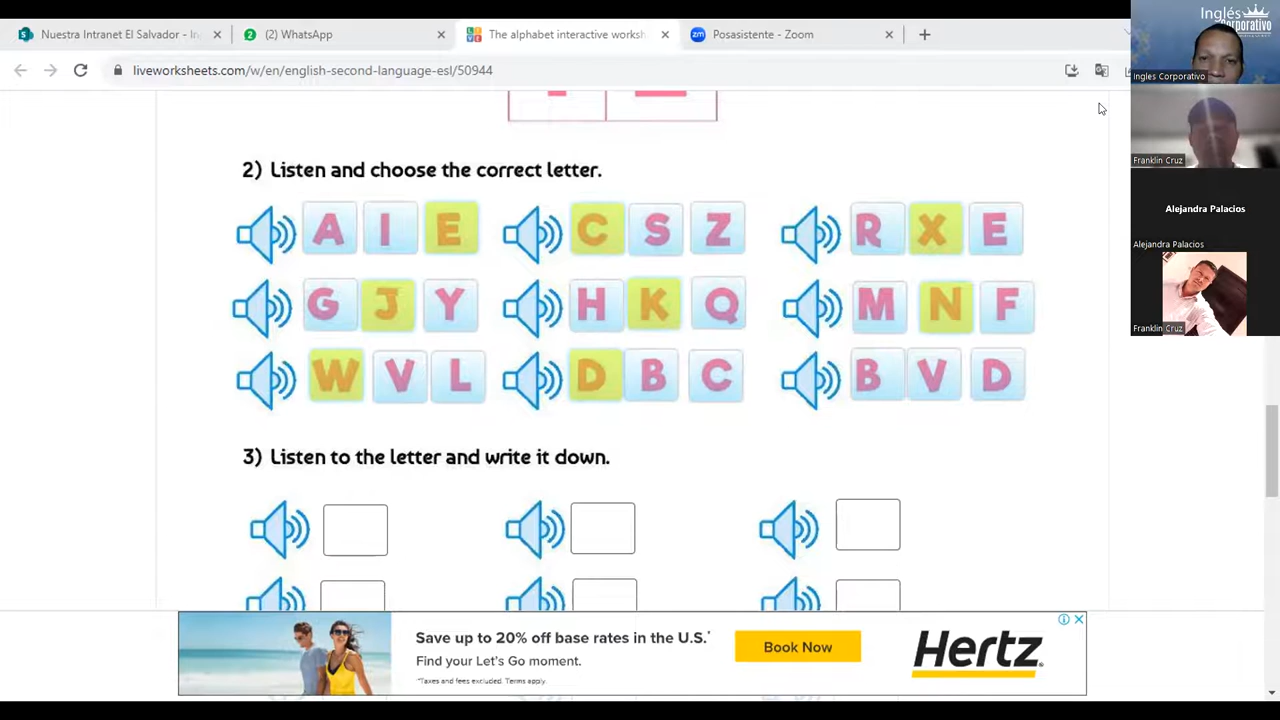 Nuestra Intranet El Salvador - In
(2) WhatsApp
LIVE
The alphabet interactive worksh
zm
Posasistente - Zoom
liveworksheets.com/w/en/english-second-language-esl/50944
Inglés
Corporativo
Ingles Corporativo
Franklin Cruz
Alejandra Palacios
Alejandra Palacios
Franklin Cruz
2) Listen and choose the correct letter.
A I E C S Z R X E
G J Y H K Q M N F
W V L D B C B V D
3) Listen to the letter and write it down.
Save up to 20% off base rates in the U.S.*
Find your Let's Go moment.
*Taxes and fees excluded. Terms apply.
Book Now
Hertz.